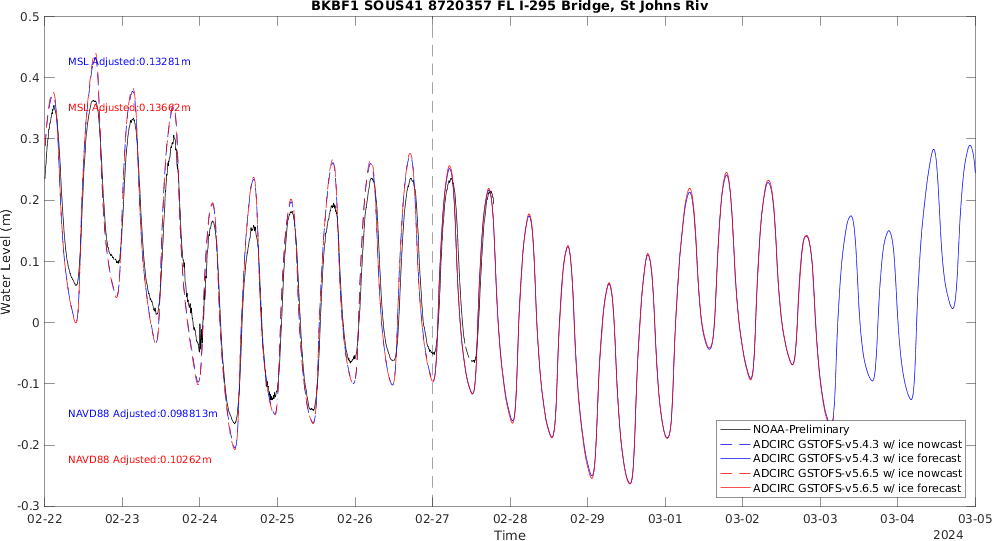 BKBF1 SOUS41 8720357 FL I-295 Bridge, St Johns Riv
0.5
0.4
0.3
0.2
0.1
0
-0.1
-0.2
-0.3
Water Level (m)
MSL Adjusted:0.13281m
MSL Adjusted:0.13662m
NAVD88 Adjusted:0.098813m
NAVD88 Adjusted:0.10262m
NOAA-Preliminary
ADCIRC GSTOFS-v5.4.3 w/ ice nowcast
ADCIRC GSTOFS-v5.4.3 w/ ice forecast
ADCIRC GSTOFS-v5.6.5 w/ ice nowcast
ADCIRC GSTOFS-v5.6.5 w/ ice forecast
02-22 02-23 02-24 02-25 02-26 02-27 02-28 02-29 03-01 03-02 03-03 03-04 03-05
Time
2024